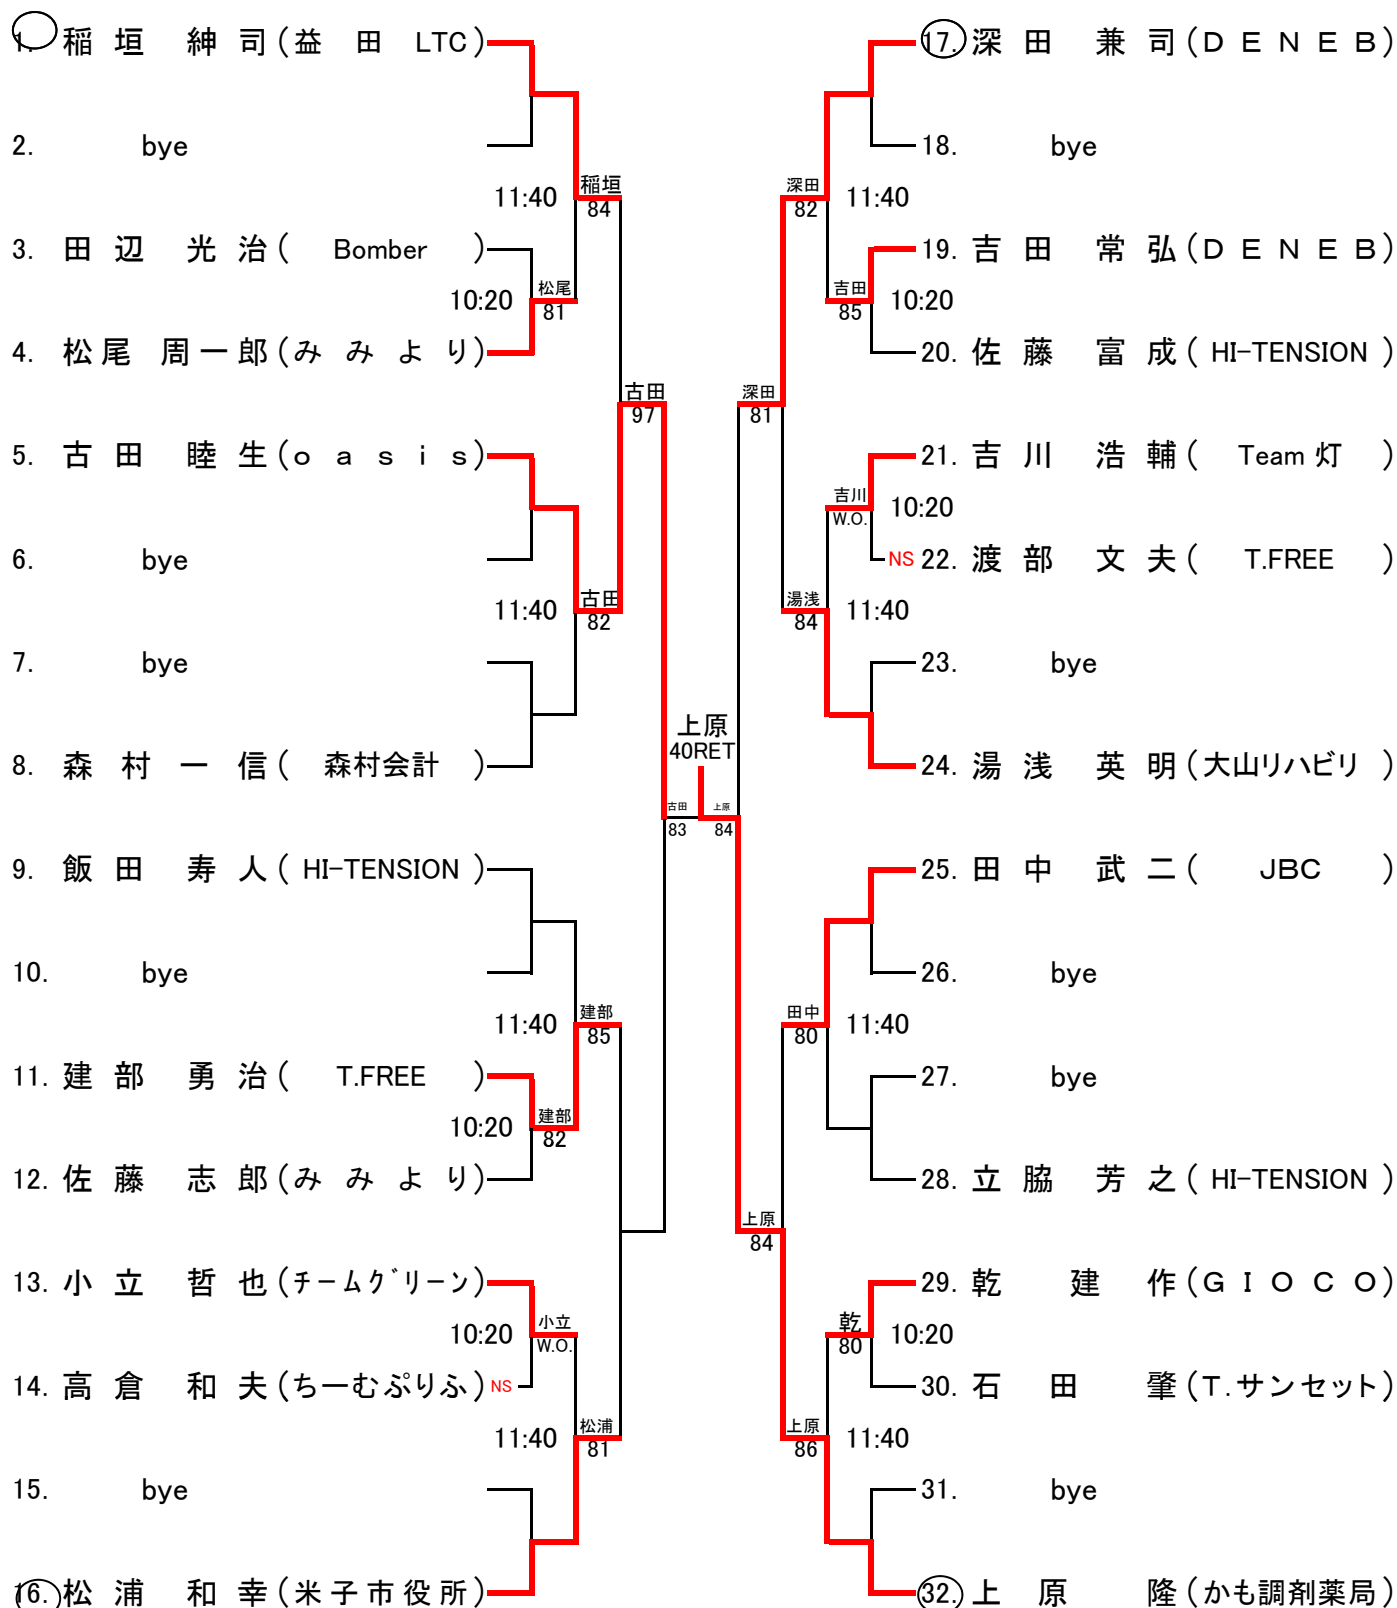 1. 稲垣 紳司(益田 LTC)
2. bye
11:40 稲垣 84
3. 田辺 光治( Bomber )
10:20 松尾 81
4. 松尾 周一郎(みみより)
古田 97
5. 古田 睦生(oasis)
6. bye
11:40 古田 82
7. bye
8. 森村 一信( 森村会計 )
古田 83
9. 飯田 寿人( HI-TENSION )
10. bye
11:40 建部 85
11. 建部 勇治( T.FREE )
10:20 建部 82
12. 佐藤 志郎(みみより)
13. 小立 哲也(チームグリーン)
10:20 小立 W.O.
14. 高倉 和夫(ちーむぷりふ) NS
11:40 松浦 81
15. bye
16. 松浦 和幸(米子市役所)
上原
40RET
17. 深田 兼司(DENEB)
18. bye
深田 82 11:40
19. 吉田 常弘(DENEB)
吉田 85 10:20
20. 佐藤 富成( HI-TENSION )
深田 81
21. 吉川 浩輔( Team 灯 )
吉川 W.O. 10:20
NS 22. 渡部 文夫( T.FREE )
湯浅 84 11:40
23. bye
24. 湯浅 英明(大山リハビリ )
上原 84
25. 田中 武二( JBC )
26. bye
田中 80 11:40
27. bye
28. 立脇 芳之( HI-TENSION )
上原 84
29. 乾 建作(GIOCO)
乾 80 10:20
30. 石田 肇(T.サンセット)
上原 86 11:40
31. bye
32. 上原 隆(かも調剤薬局)